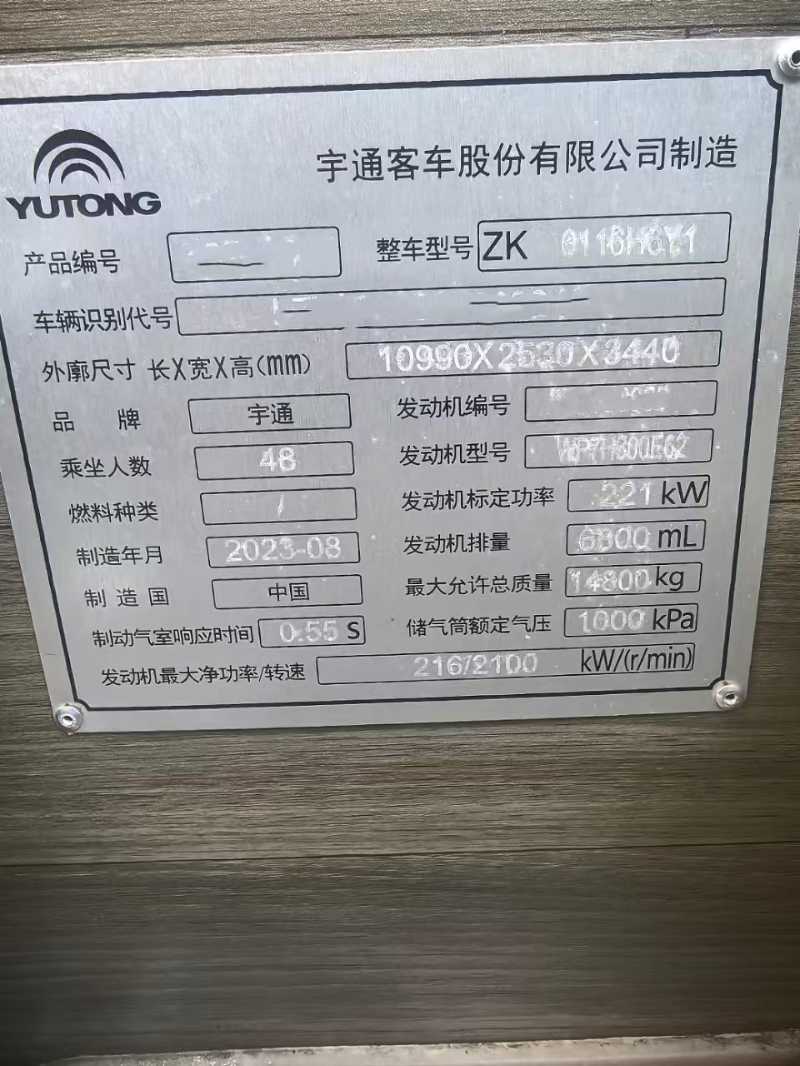 YUTONG
宇通客车股份有限公司制造
产品编号
整车型号 ZK
车辆识别代号
外廓尺寸 长X宽X高(mm) 10990X2530X3440
品 牌 宇通 发动机编号
乘坐人数 48 发动机型号
燃料种类 / 发动机标定功率 221 kW
制造年月 2023-08 发动机排量 6800 mL
制造国 中国 最大允许总质量 14800 kg
制动气室响应时间 0.55 S 储气筒额定气压 1000 kPa
发动机最大净功率/转速 216/2100 kW/(r/min)